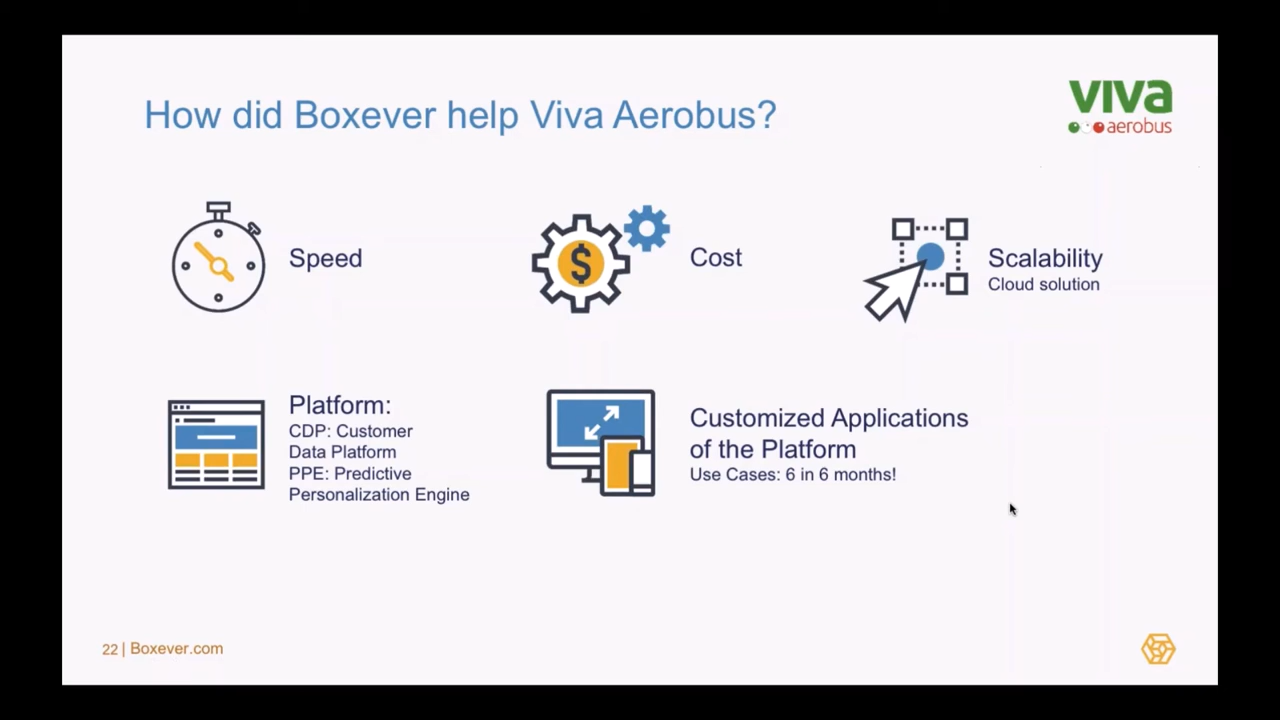 How did Boxever help Viva Aerobus?
viva
aerobus
Speed
$
Cost
Scalability
Cloud solution
Platform:
CDP: Customer
Data Platform
PPE: Predictive
Personalization Engine
Customized Applications
of the Platform
Use Cases: 6 in 6 months!
22 | Boxever.com